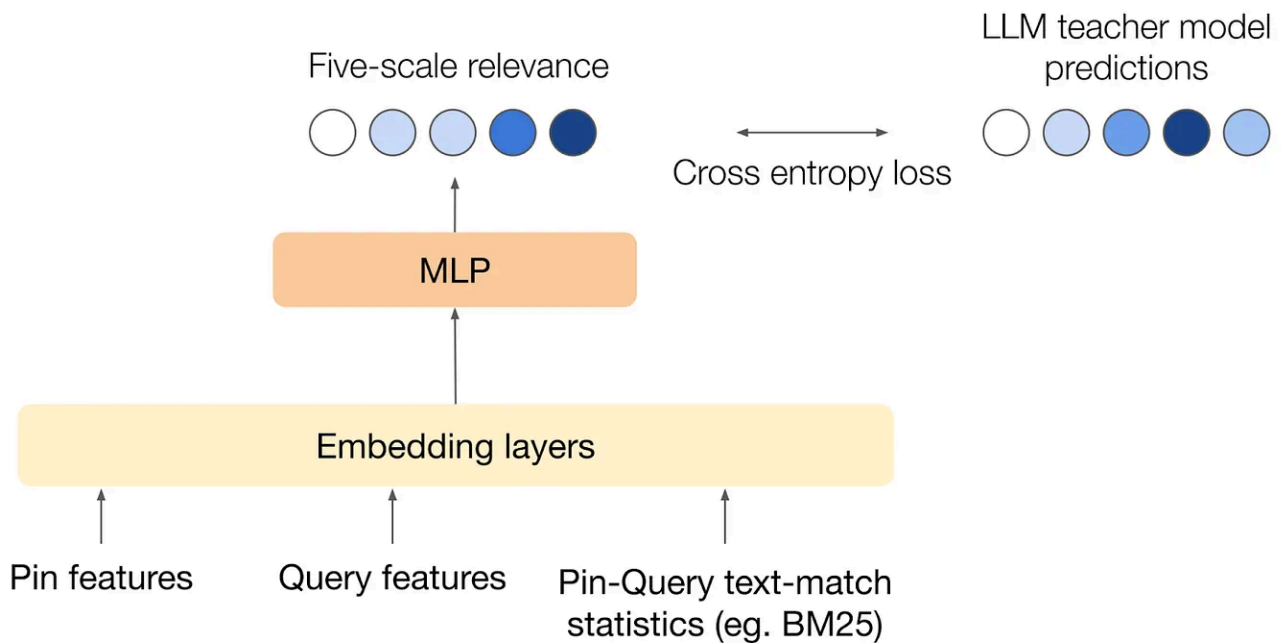 Five-scale relevance
LLM teacher model
predictions
Cross entropy loss
MLP
Embedding layers
Pin features
Query features
Pin-Query text-match
statistics (eg. BM25)